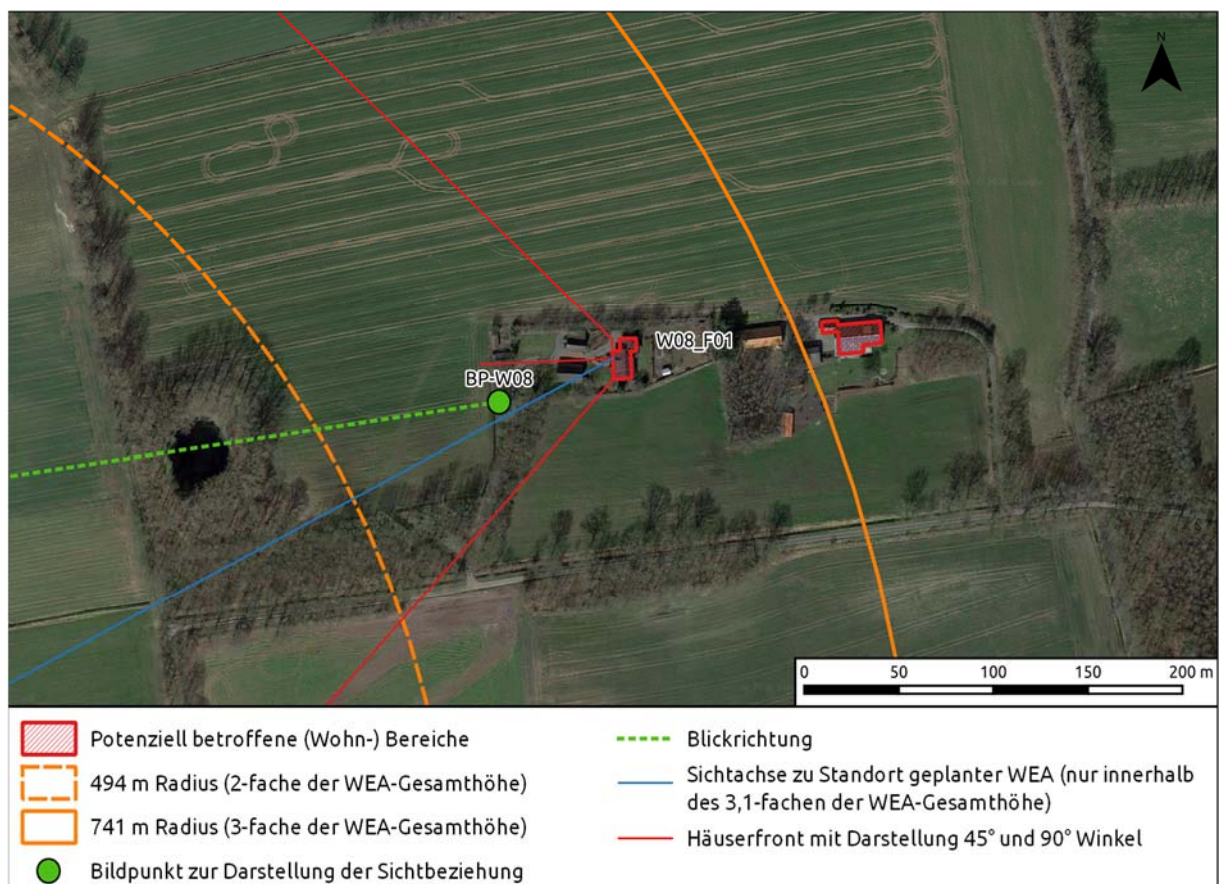 N
W08_F01
BP-W08
0 50 100 150 200 m
Potenziell betroffene (Wohn-) Bereiche
494 m Radius (2-fache der WEA-Gesamthöhe)
741 m Radius (3-fache der WEA-Gesamthöhe)
Bildpunkt zur Darstellung der Sichtbeziehung
Blickrichtung
Sichtachse zu Standort geplanter WEA (nur innerhalb
des 3,1-fachen der WEA-Gesamthöhe)
Häuserfront mit Darstellung 45° und 90° Winkel